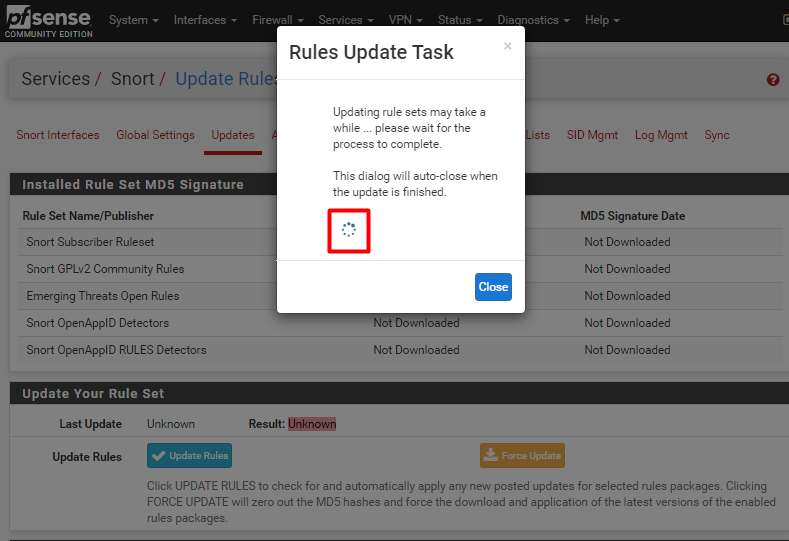 pfsense
COMMUNITY EDITION
System Interfaces Firewall Services VPN Status Diagnostics Help
Services / Snort / Update Rules
Rules Update Task ×
Updating rule sets may take a
while ... please wait for the
process to complete.
This dialog will auto-close when
the update is finished.
Close
Snort Interfaces Global Settings Updates Lists SID Mgmt Log Mgmt Sync
Installed Rule Set MD5 Signature
Rule Set Name/Publisher MD5 Signature Date
Snort Subscriber Ruleset Not Downloaded
Snort GPLv2 Community Rules Not Downloaded
Emerging Threats Open Rules Not Downloaded
Snort OpenAppID Detectors Not Downloaded Not Downloaded
Snort OpenAppID RULES Detectors Not Downloaded Not Downloaded
Update Your Rule Set
Last Update Unknown Result: Unknown
Update Rules Update Rules Force Update
Click UPDATE RULES to check for and automatically apply any new posted updates for selected rules packages. Clicking
FORCE UPDATE will zero out the MD5 hashes and force the download and application of the latest versions of the enabled
rules packages.